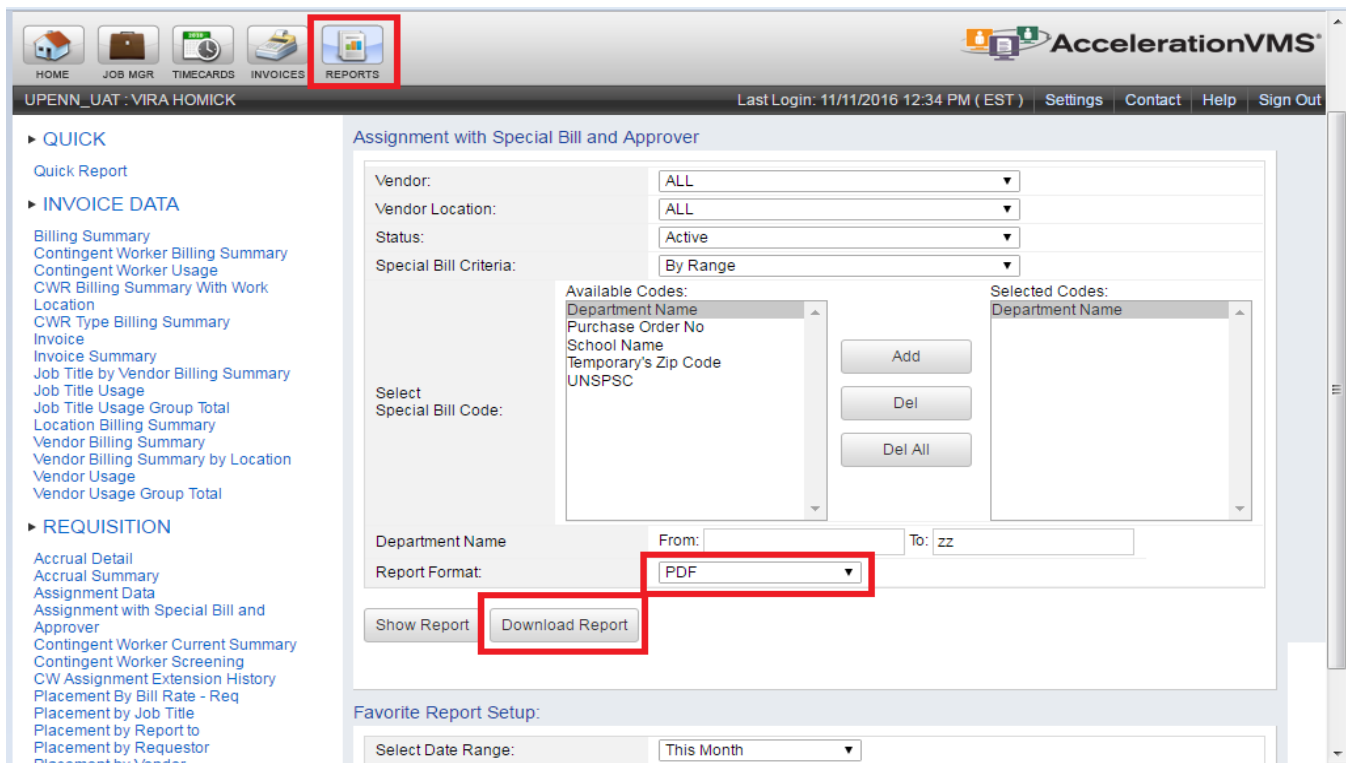 HOME JOB MGR TIMECARDS INVOICES REPORTS
AccelerationVMS
UPENN_UAT : VIRA HOMICK Last Login: 11/11/2016 12:34 PM ( EST ) Settings Contact Help Sign Out
QUICK
Quick Report
INVOICE DATA
Billing Summary
Contingent Worker Billing Summary
Contingent Worker Usage
CWR Billing Summary With Work
Location
CWR Type Billing Summary
Invoice
Invoice Summary
Job Title by Vendor Billing Summary
Job Title Usage
Job Title Usage Group Total
Location Billing Summary
Vendor Billing Summary
Vendor Billing Summary by Location
Vendor Usage
Vendor Usage Group Total
REQUISITION
Accrual Detail
Accrual Summary
Assignment Data
Assignment with Special Bill and
Approver
Contingent Worker Current Summary
Contingent Worker Screening
CW Assignment Extension History
Placement By Bill Rate - Req
Placement by Job Title
Placement by Report to
Placement by Requestor
Placement by Vendor
Assignment with Special Bill and Approver
Vendor: ALL
Vendor Location: ALL
Status: Active
Special Bill Criteria: By Range
Select
Special Bill Code:
Available Codes:
Department Name
Purchase Order No
School Name
Temporary's Zip Code
UNSPSC
Add
Del
Del All
Selected Codes:
Department Name
Department Name From: To: zz
Report Format: PDF
Show Report Download Report
Favorite Report Setup:
Select Date Range: This Month